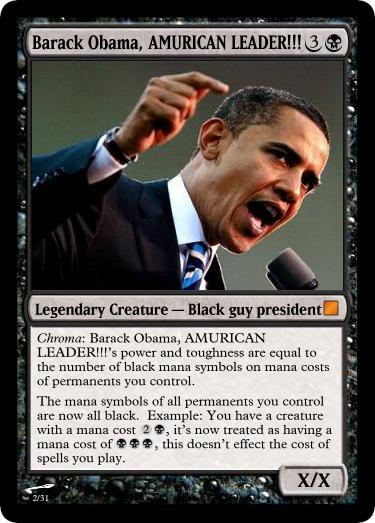 Barack Obama, AMURICAN LEADER!!! 3
Legendary Creature — Black guy president
Chroma: Barack Obama, AMURICAN
LEADER!!!'s power and toughness are equal to
the number of black mana symbols on mana costs
of permanents you control.
The mana symbols of all permanents you control
are now all black. Example: You have a creature
with a mana cost 2 , it's now treated as having a
mana cost of , this doesn't effect the cost of
spells you play.
X/X
2/31